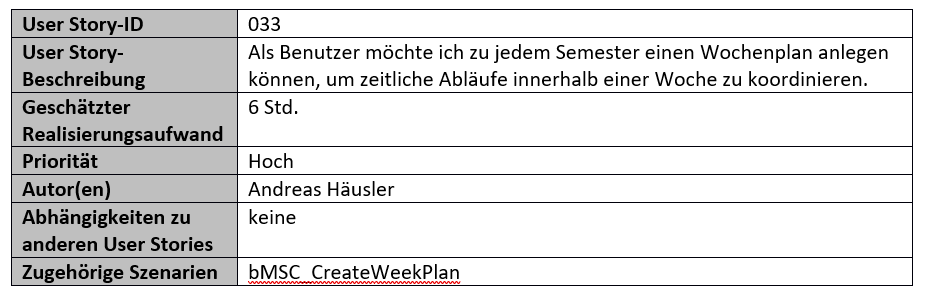 User Story-ID 033
User Story- Als Benutzer möchte ich zu jedem Semester einen Wochenplan anlegen
Beschreibung können, um zeitliche Abläufe innerhalb einer Woche zu koordinieren.
Geschätzter 6 Std.
Realisierungsaufwand
Priorität Hoch
Autor(en) Andreas Häusler
Abhängigkeiten zu keine
anderen User Stories
Zugehörige Szenarien bMSC_CreateWeekPlan